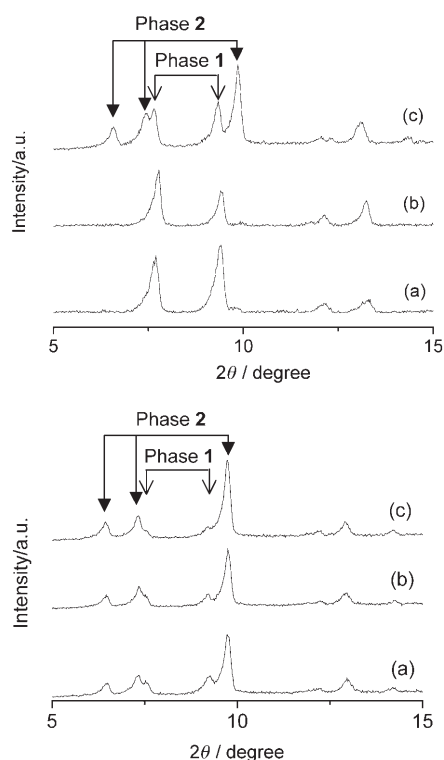 Phase 2
Phase 1
(c)
(b)
(a)
Intensity/a.u.
5
10
15
2θ / degree
Phase 2
Phase 1
(c)
(b)
(a)
Intensity/a.u.
5
10
15
2θ / degree